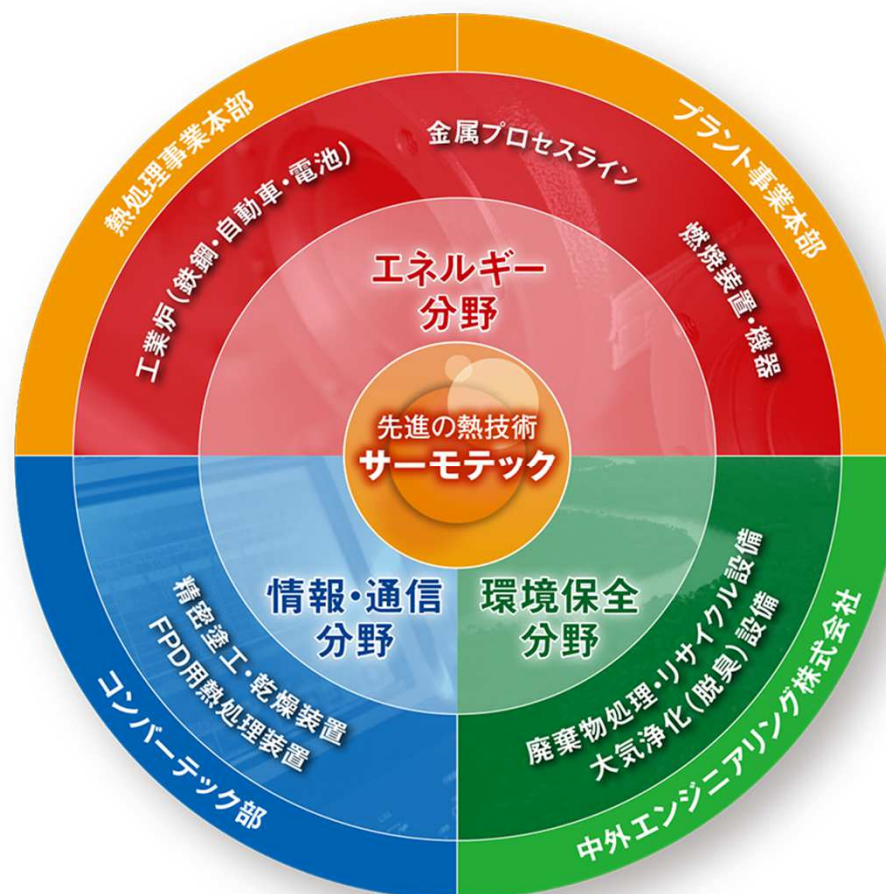 熱処理事業本部
プラント事業本部
工業炉(鉄鋼・自動車・電池)
金属プロセスライン
燃焼装置・機器
エネルギー
分野
先進の熱技術
サーモテック
情報・通信
分野
環境保全
分野
精密塗工・乾燥装置
FPD用熱処理装置
廃棄物処理・リサイクル設備
大気浄化(脱臭)設備
コンバーテック部
中外エンジニアリング株式会社